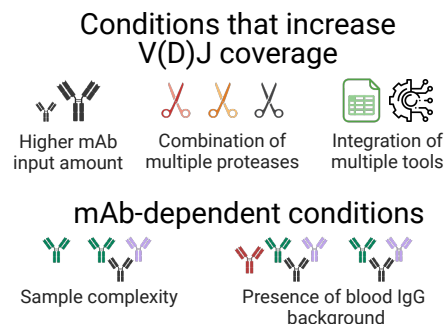 Conditions that increase
V(D)J coverage
Higher mAb
input amount
Combination of
multiple proteases
Integration of
multiple tools
mAb-dependent conditions
Sample complexity
Presence of blood IgG
background